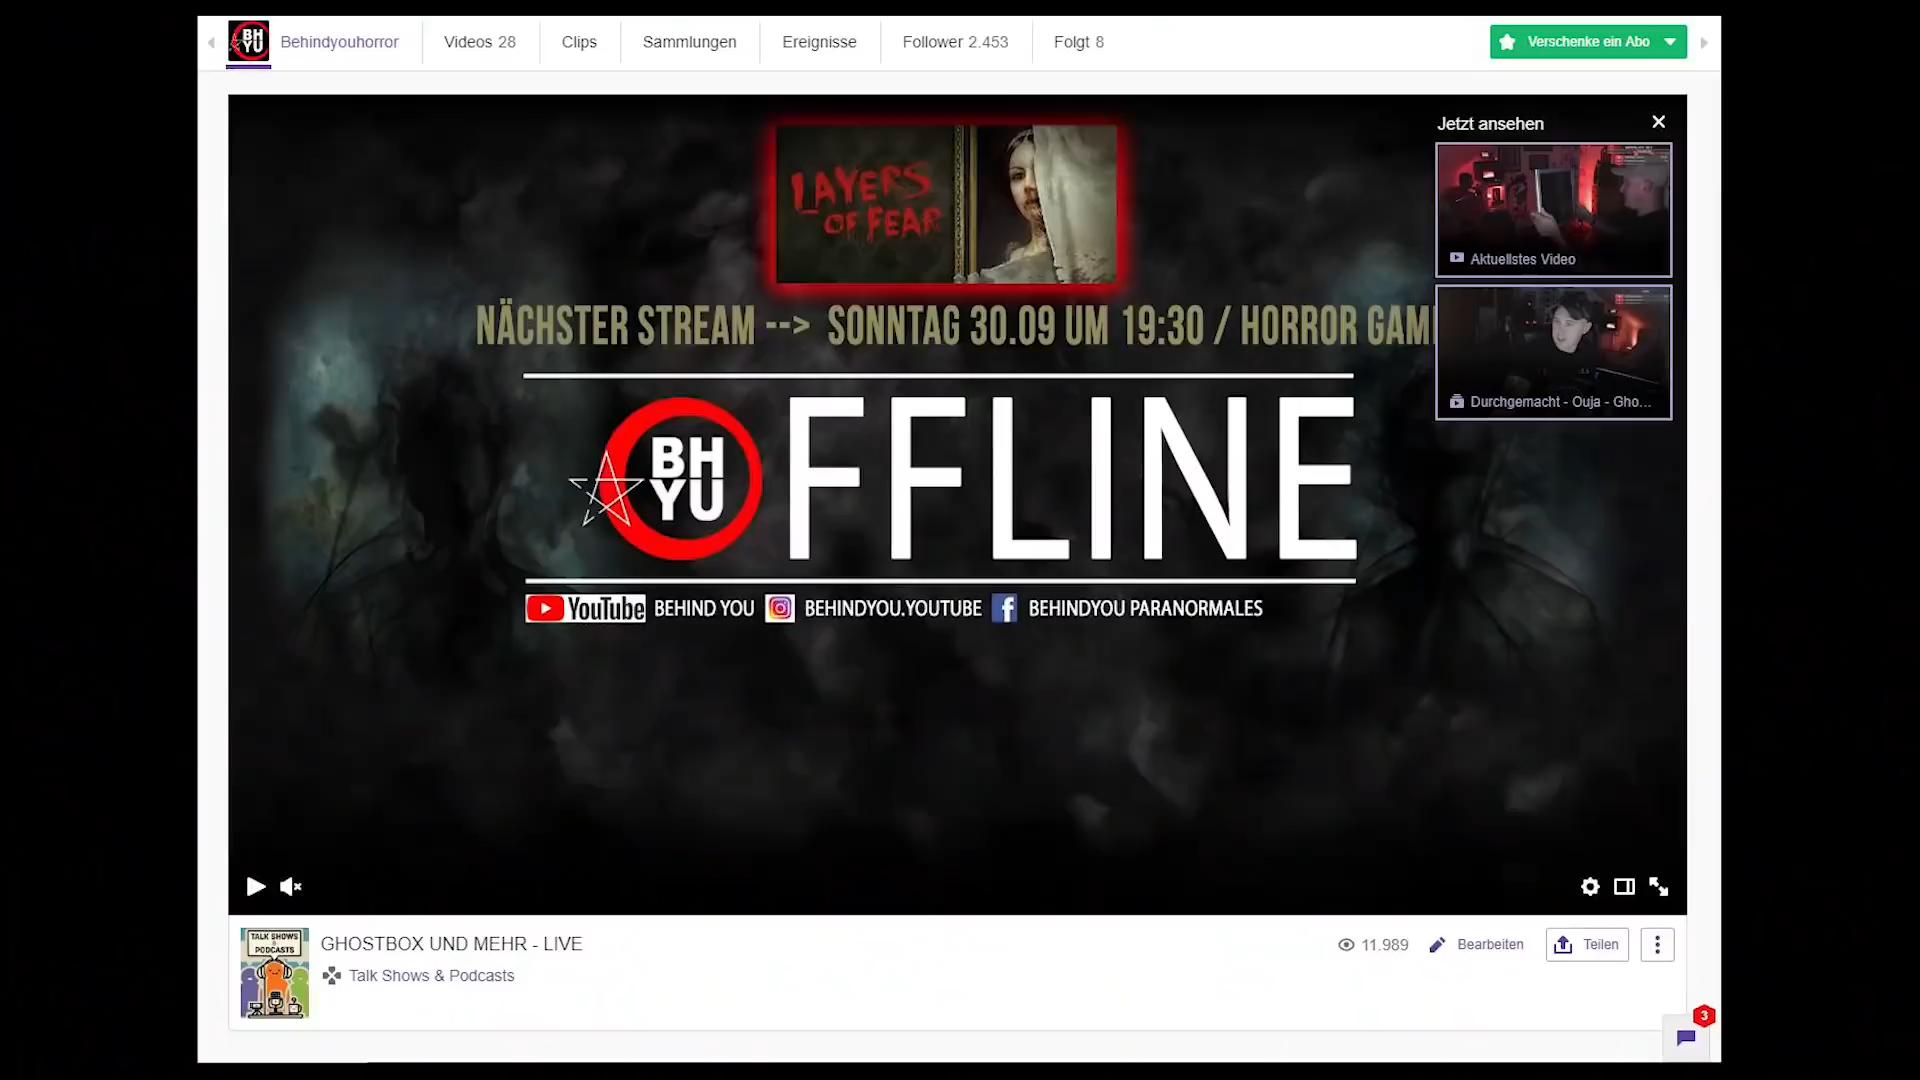 BH YU Behindyouhorror Videos 28 Clips Sammlungen Ereignisse Follower 2.453 Folgt 8 Verschenke ein Abo
Jetzt ansehen
LAYERS
OF FEAR
Aktuellstes Video
NÄCHSTER STREAM --> SONNTAG 30.09 UM 19:30 / HORROR GAM
Durchgemacht - Ouja - Gho...
BH
YU
FFLINE
YouTube BEHIND YOU BEHINDYOU.YOUTUBE f BEHINDYOU PARANORMALES
TALK SHOWS
PODCASTS
GHOSTBOX UND MEHR - LIVE
11.989 Bearbeiten Teilen
Talk Shows & Podcasts
3